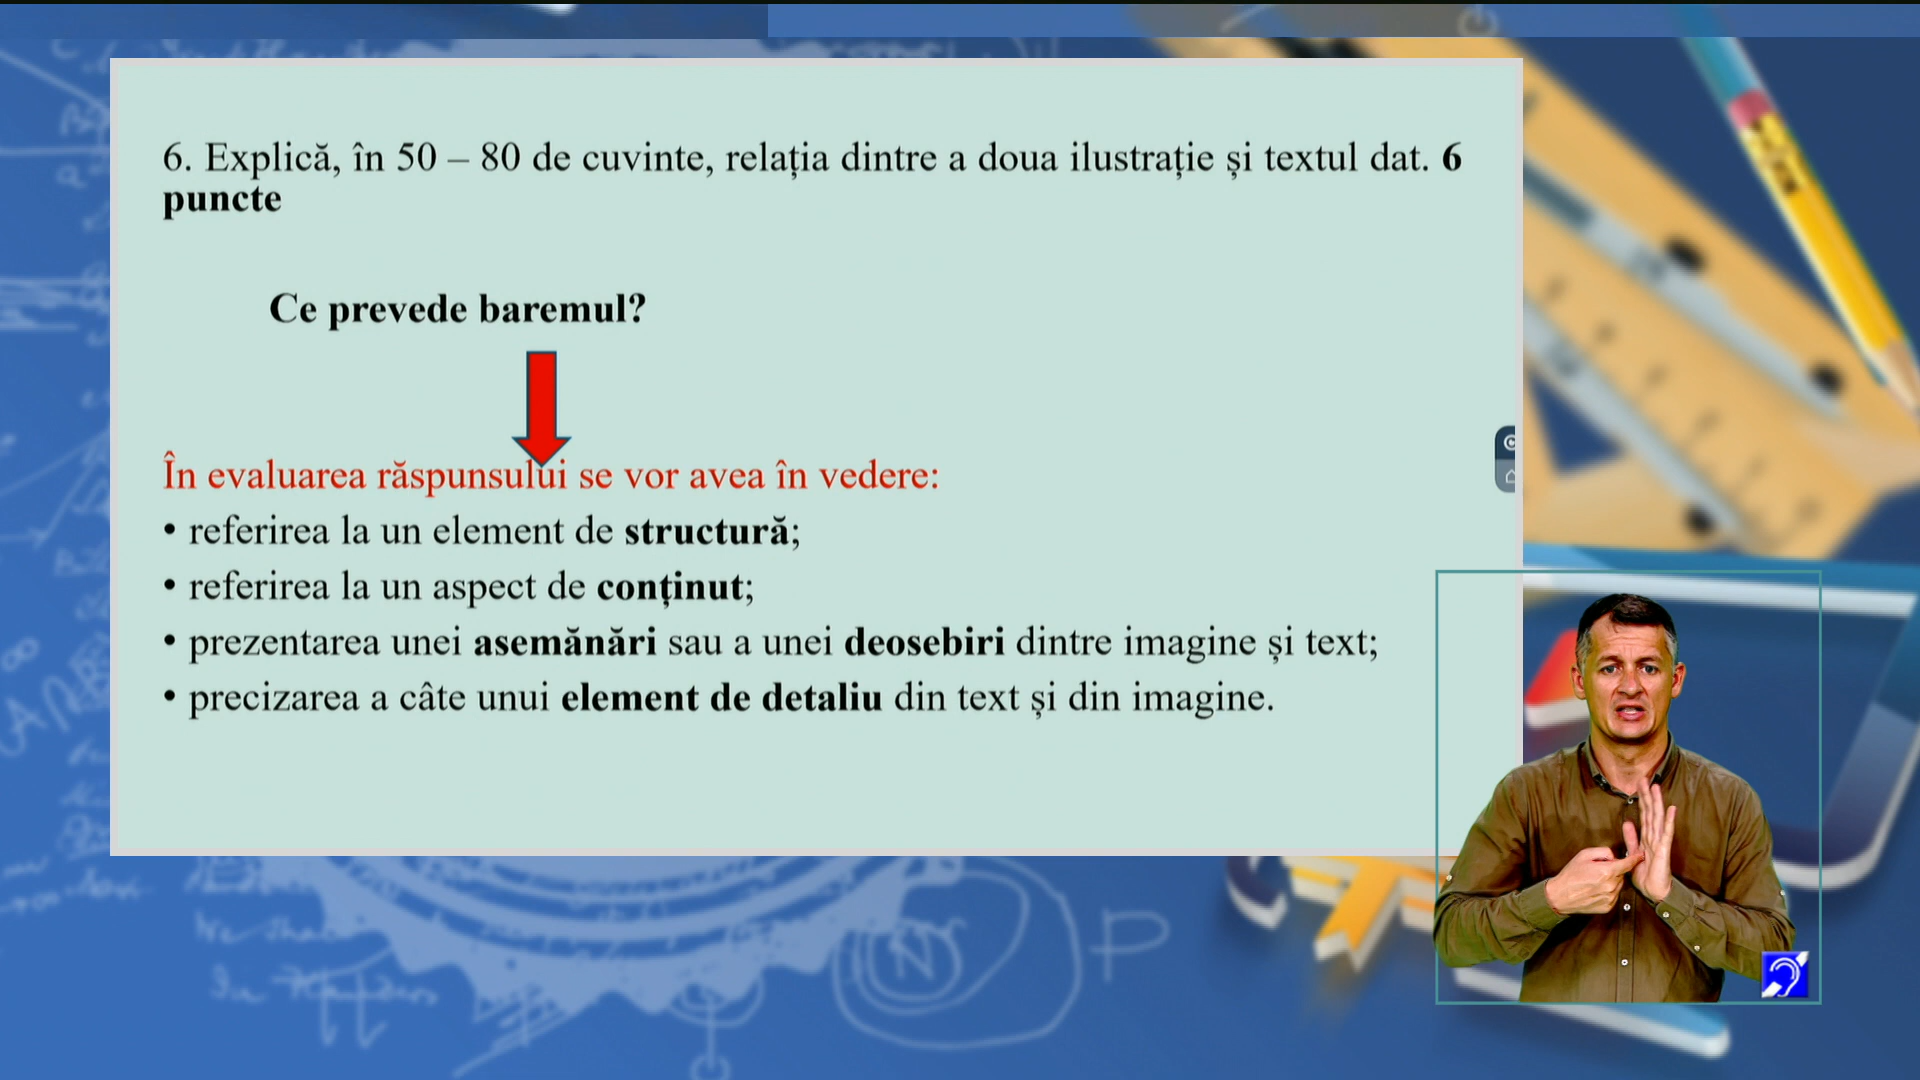 6. Explică, în 50 – 80 de cuvinte, relația dintre a doua ilustrație și textul dat. 6
puncte
Ce prevede baremul?
În evaluarea răspunsului se vor avea în vedere:
• referirea la un element de structură;
• referirea la un aspect de conținut;
• prezentarea unei asemănări sau a unei deosebiri dintre imagine și text;
• precizarea a câte unui element de detaliu din text și din imagine.
N
P